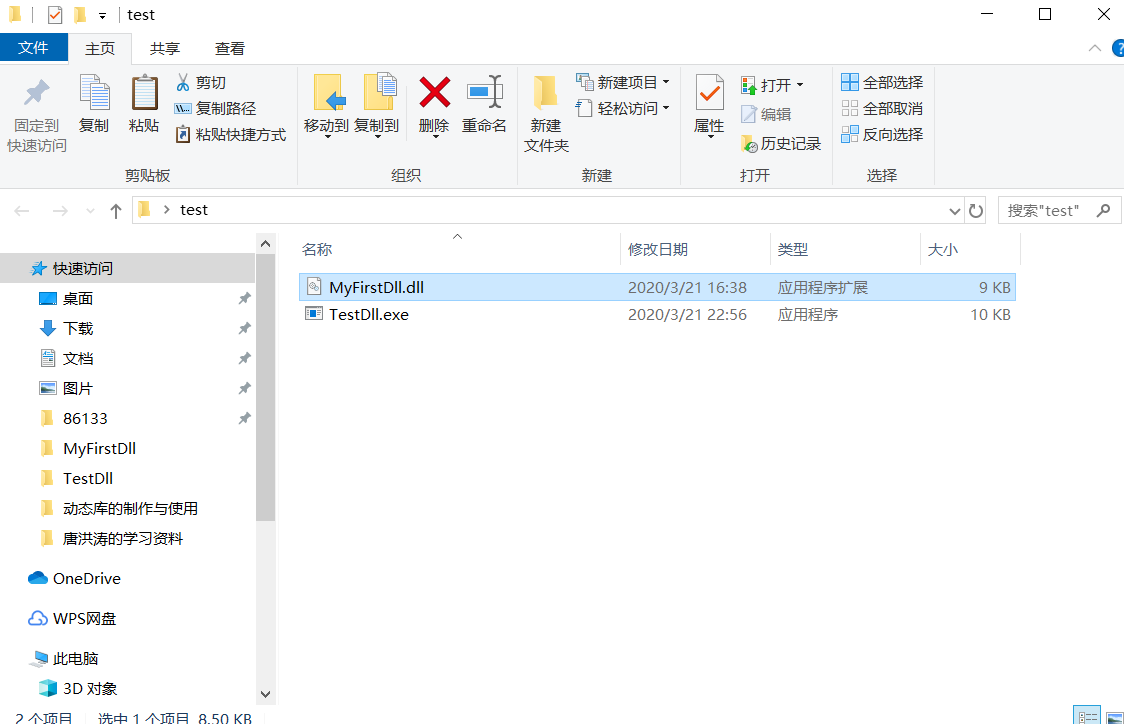 test
文件 主页 共享 查看
固定到
快速访问
复制
粘贴
剪切
复制路径
粘贴快捷方式
剪贴板
移动到
复制到
删除
重命名
组织
新建
文件夹
新建项目
轻松访问
新建
属性
打开
编辑
历史记录
打开
全部选择
全部取消
反向选择
选择
test
搜索"test"
快速访问
桌面
下载
文档
图片
86133
MyFirstDll
TestDll
动态库的制作与使用
唐洪涛的学习资料
OneDrive
WPS网盘
此电脑
3D 对象
名称 修改日期 类型 大小
MyFirstDll.dll 2020/3/21 16:38 应用程序扩展 9 KB
TestDll.exe 2020/3/21 22:56 应用程序 10 KB
2 个项目 选中 1 个项目 8.50 KB